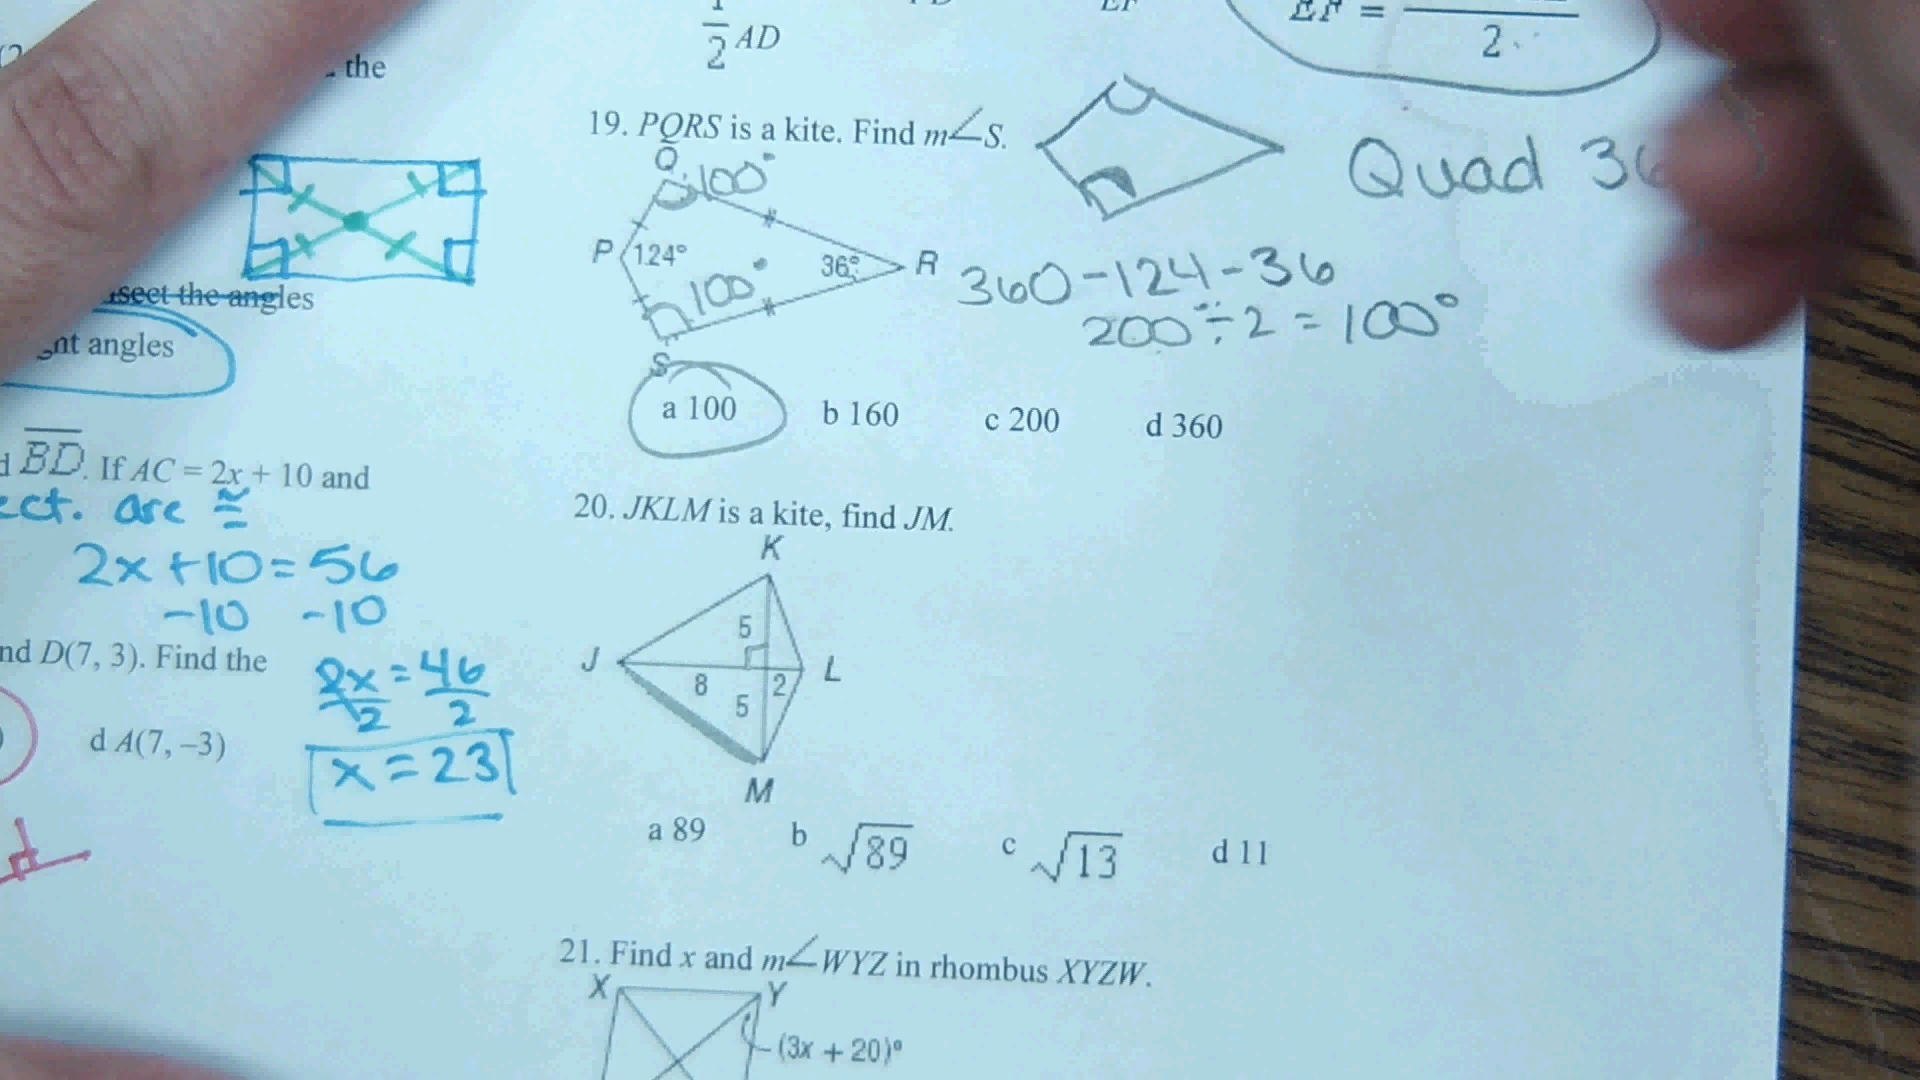 the
sect the angles
nt angles
BD. If AC = 2x + 10 and
ect. are ≅
2x + 10 = 56
-10 -10
nd D(7, 3). Find the
2x = 46
2 2
x = 23
d A(7, –3)
1/2 AD
EF =
2
19. PQRS is a kite. Find m∠S.
Q 100°
P 124°
36° R
100°
S
Quad
360 - 124 - 36
200 ÷ 2 = 100°
a 100 b 160 c 200 d 360
20. JKLM is a kite, find JM.
K
5
J L
8 2
5
M
a 89 b √89 c √13 d 11
21. Find x and m∠WYZ in rhombus XYZW.
X Y
(3x + 20)°